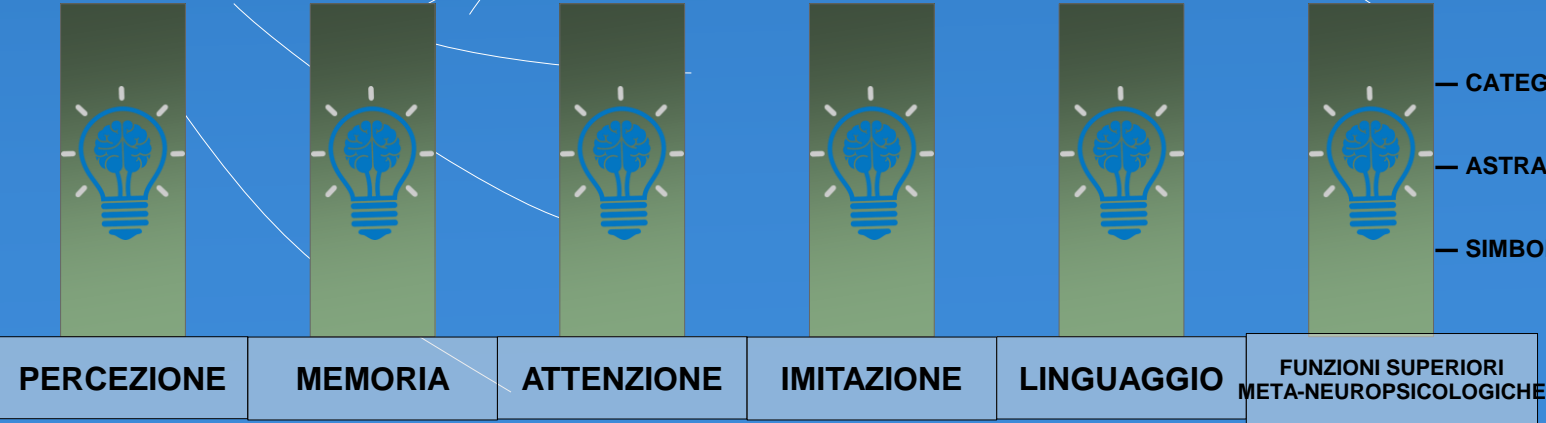 — CATEG
— ASTRA
— SIMBO
PERCEZIONE
MEMORIA
ATTENZIONE
IMITAZIONE
LINGUAGGIO
FUNZIONI SUPERIORI
META-NEUROPSICOLOGICHE